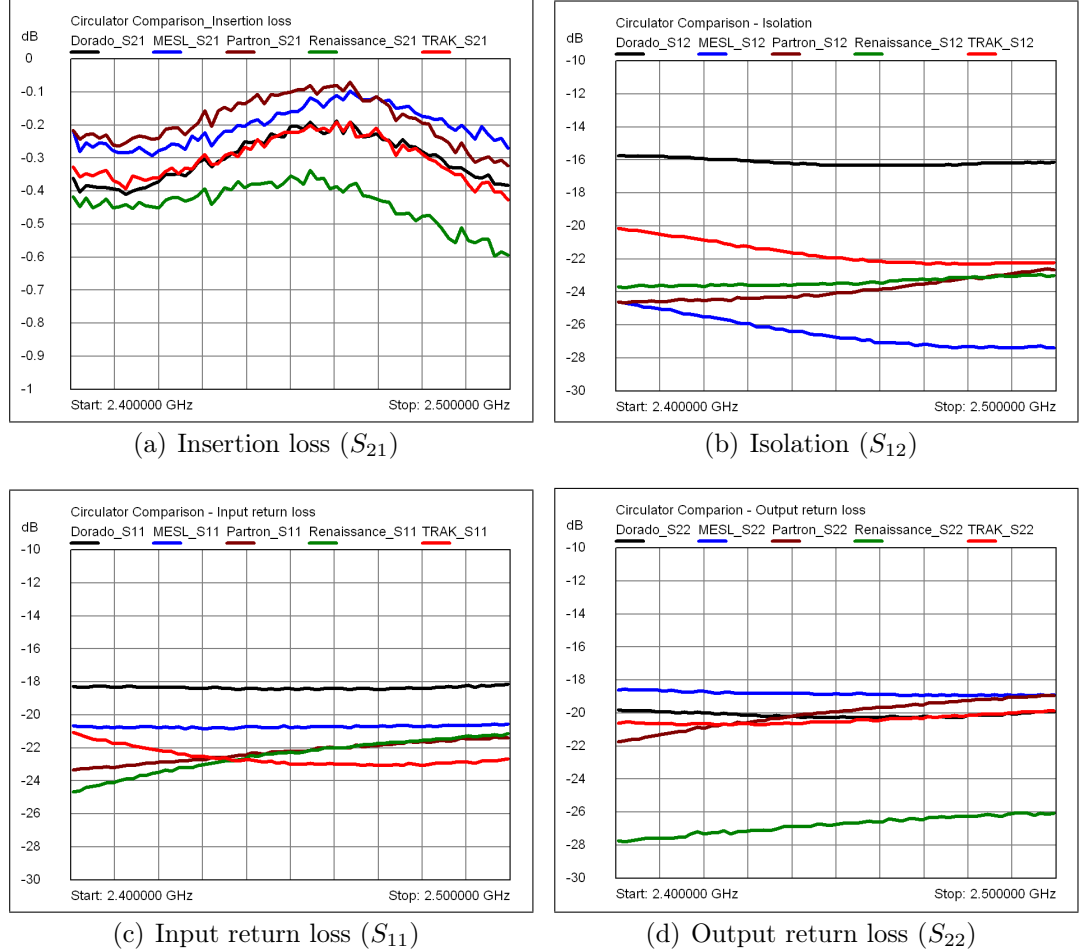 Circulator Comparison_Insertion loss
dB
Dorado_S21 MESL_S21 Partron_S21 Renaissance_S21 TRAK_S21
0
-0.1
-0.2
-0.3
-0.4
-0.5
-0.6
-0.7
-0.8
-0.9
-1
Start: 2.400000 GHz Stop: 2.500000 GHz
(a) Insertion loss (S21)
Circulator Comparison - Isolation
dB
Dorado_S12 MESL_S12 Partron_S12 Renaissance_S12 TRAK_S12
-10
-12
-14
-16
-18
-20
-22
-24
-26
-28
-30
Start: 2.400000 GHz Stop: 2.500000 GHz
(b) Isolation (S12)
Circulator Comparison - Input return loss
dB
Dorado_S11 MESL_S11 Partron_S11 Renaissance_S11 TRAK_S11
-10
-12
-14
-16
-18
-20
-22
-24
-26
-28
-30
Start: 2.400000 GHz Stop: 2.500000 GHz
(c) Input return loss (S11)
Circulator Comparion - Output return loss
dB
Dorado_S22 MESL_S22 Partron_S22 Renaissance_S22 TRAK_S22
-10
-12
-14
-16
-18
-20
-22
-24
-26
-28
-30
Start: 2.400000 GHz Stop: 2.500000 GHz
(d) Output return loss (S22)